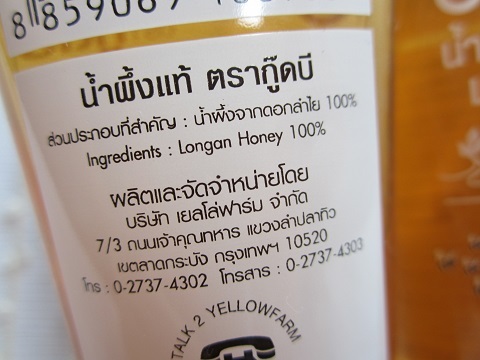 8 859089
น้ำผึ้งแท้ ตรากู๊ดบี
ส่วนประกอบที่สำคัญ : น้ำผึ้งจากดอกลำไย 100%
Ingredients : Longan Honey 100%
ผลิตและจัดจำหน่ายโดย
บริษัท เยลโล่ฟาร์ม จำกัด
7/3 ถนนเจ้าคุณทหาร แขวงลำปลาทิว
เขตลาดกระบัง กรุงเทพฯ 10520
โทร : 0-2737-4302 โทรสาร : 0-2737-4303
TALK 2 YELLOWFARM